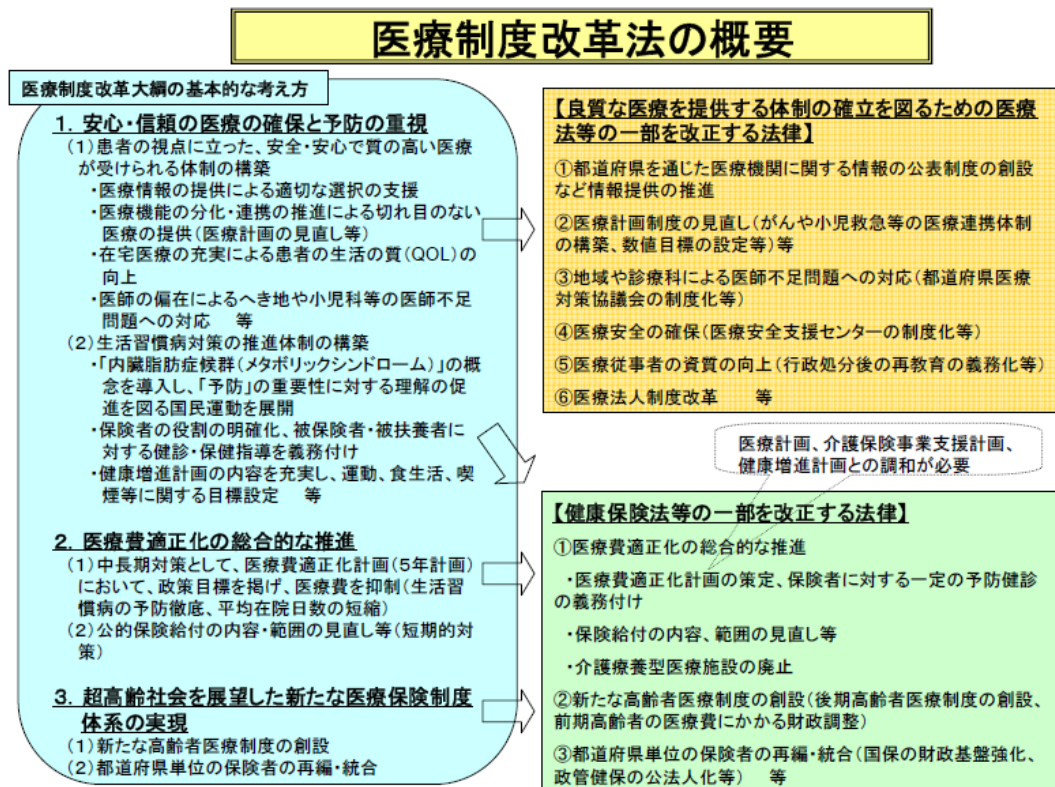 医療制度改革法の概要
医療制度改革大綱の基本的な考え方
1. 安心・信頼の医療の確保と予防の重視
(1)患者の視点に立った、安全・安心で質の高い医療
が受けられる体制の構築
・医療情報の提供による適切な選択の支援
・医療機能の分化・連携の推進による切れ目のない
医療の提供(医療計画の見直し等)
・在宅医療の充実による患者の生活の質(QOL)の
向上
・医師の偏在によるへき地や小児科等の医師不足
問題への対応 等
(2)生活習慣病対策の推進体制の構築
・「内臓脂肪症候群(メタボリックシンドローム)」の概
念を導入し、「予防」の重要性に対する理解の促
進を図る国民運動を展開
・保険者の役割の明確化、被保険者・被扶養者に
対する健診・保健指導を義務付け
・健康増進計画の内容を充実し、運動、食生活、喫
煙等に関する目標設定 等
2. 医療費適正化の総合的な推進
(1)中長期対策として、医療費適正化計画(5年計画)
において、政策目標を掲げ、医療費を抑制(生活習
慣病の予防徹底、平均在院日数の短縮)
(2)公的保険給付の内容・範囲の見直し等(短期的対
策)
3. 超高齢社会を展望した新たな医療保険制度
体系の実現
(1)新たな高齢者医療制度の創設
(2)都道府県単位の保険者の再編・統合
【良質な医療を提供する体制の確立を図るための医療
法等の一部を改正する法律】
①都道府県を通じた医療機関に関する情報の公表制度の創設
など情報提供の推進
②医療計画制度の見直し(がんや小児救急等の医療連携体制
の構築、数値目標の設定等)等
③地域や診療科による医師不足問題への対応(都道府県医療
対策協議会の制度化等)
④医療安全の確保(医療安全支援センターの制度化等)
⑤医療従事者の資質の向上(行政処分後の再教育の義務化等)
⑥医療法人制度改革 等
医療計画、介護保険事業支援計画、
健康増進計画との調和が必要
【健康保険法等の一部を改正する法律】
①医療費適正化の総合的な推進
・医療費適正化計画の策定、保険者に対する一定の予防健診
の義務付け
・保険給付の内容、範囲の見直し等
・介護療養型医療施設の廃止
②新たな高齢者医療制度の創設(後期高齢者医療制度の創設、
前期高齢者の医療費にかかる財政調整)
③都道府県単位の保険者の再編・統合(国保の財政基盤強化、
政管健保の公法人化等) 等